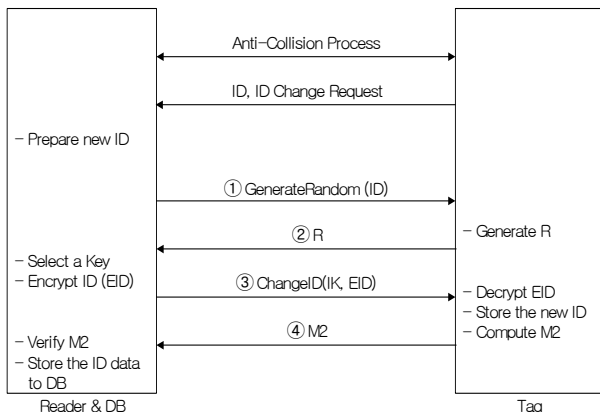 Anti-Collision Process
ID, ID Change Request
- Prepare new ID
① GenerateRandom (ID)
② R
- Generate R
- Select a Key
- Encrypt ID (EID)
③ ChangeID(IK, EID)
- Decrypt EID
- Store the new ID
- Compute M2
④ M2
- Verify M2
- Store the ID data
to DB
Reader & DB
Tag